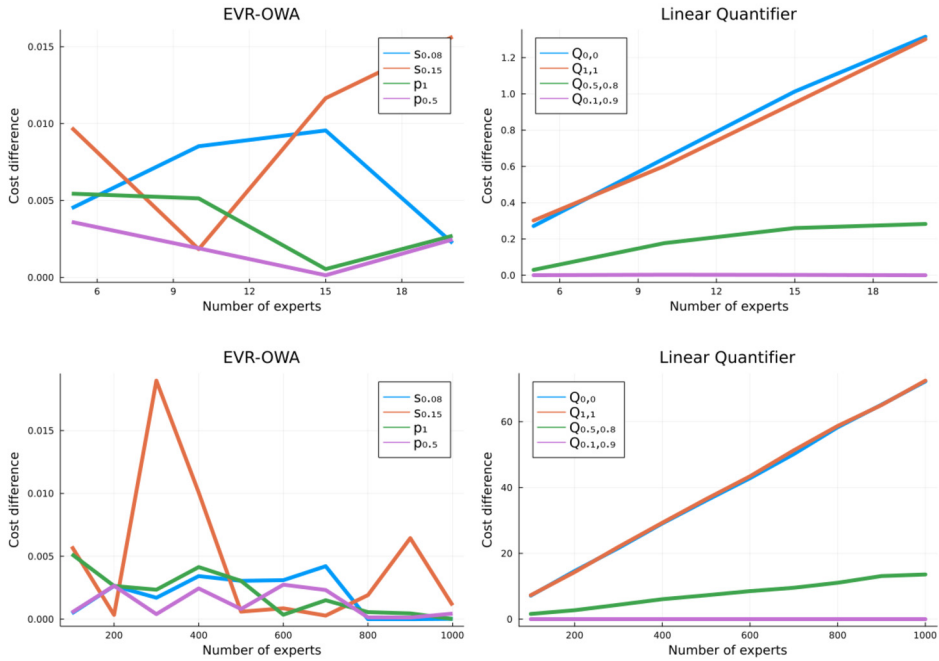 EVR-OWA
Linear Quantifier
0.015
0.010
0.005
0.000
Cost difference
6
9
12
15
18
Number of experts
s₀.₀₈
s₀.₁₅
p₁
p₀.₅
1.2
1.0
0.8
0.6
0.4
0.2
0.0
Cost difference
6
9
12
15
18
Number of experts
Q₀,₀
Q₁,₁
Q₀.₅,₀.₈
Q₀.₁,₀.₉
EVR-OWA
Linear Quantifier
0.015
0.010
0.005
0.000
Cost difference
200
400
600
800
1000
Number of experts
s₀.₀₈
s₀.₁₅
p₁
p₀.₅
60
40
20
0
Cost difference
200
400
600
800
1000
Number of experts
Q₀,₀
Q₁,₁
Q₀.₅,₀.₈
Q₀.₁,₀.₉